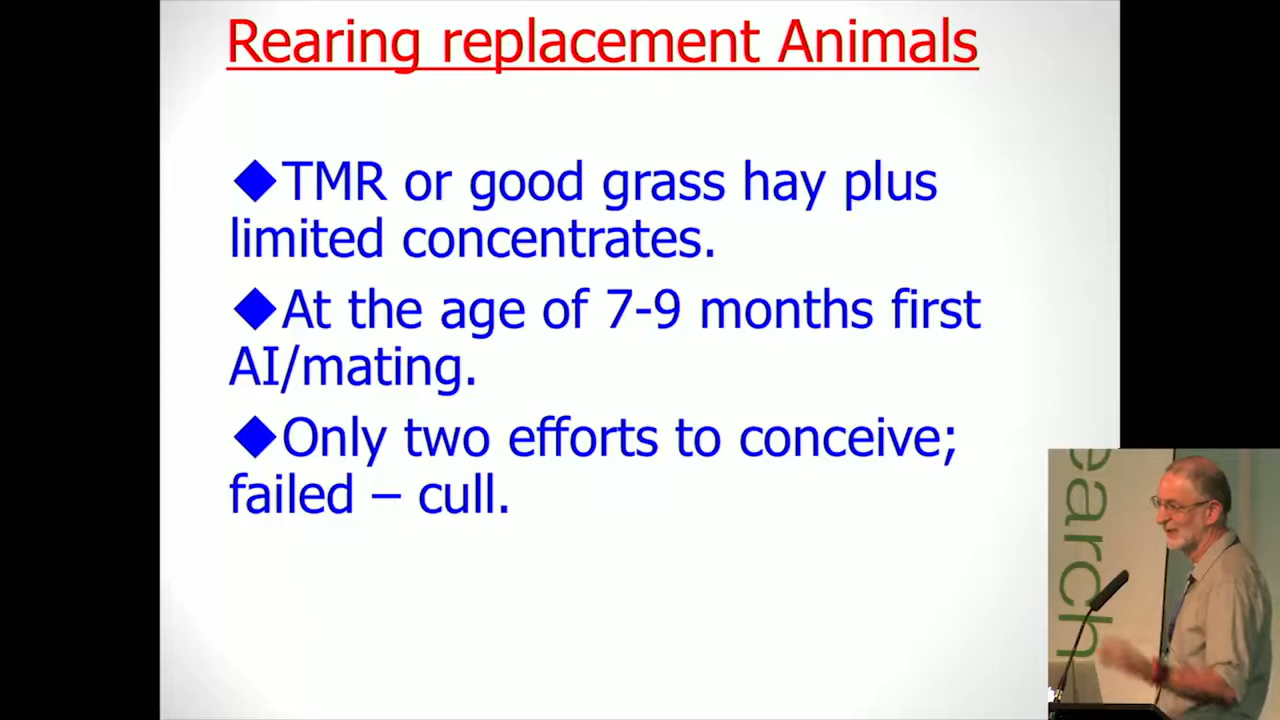 Rearing replacement Animals
◆TMR or good grass hay plus
limited concentrates.
◆At the age of 7-9 months first
AI/mating.
◆Only two efforts to conceive;
failed – cull.
earch